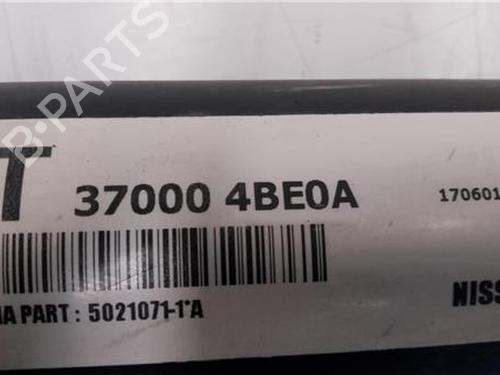 B-PARTS
T 37000 4BE0A 170601
PART : 5021071-1*A NISS